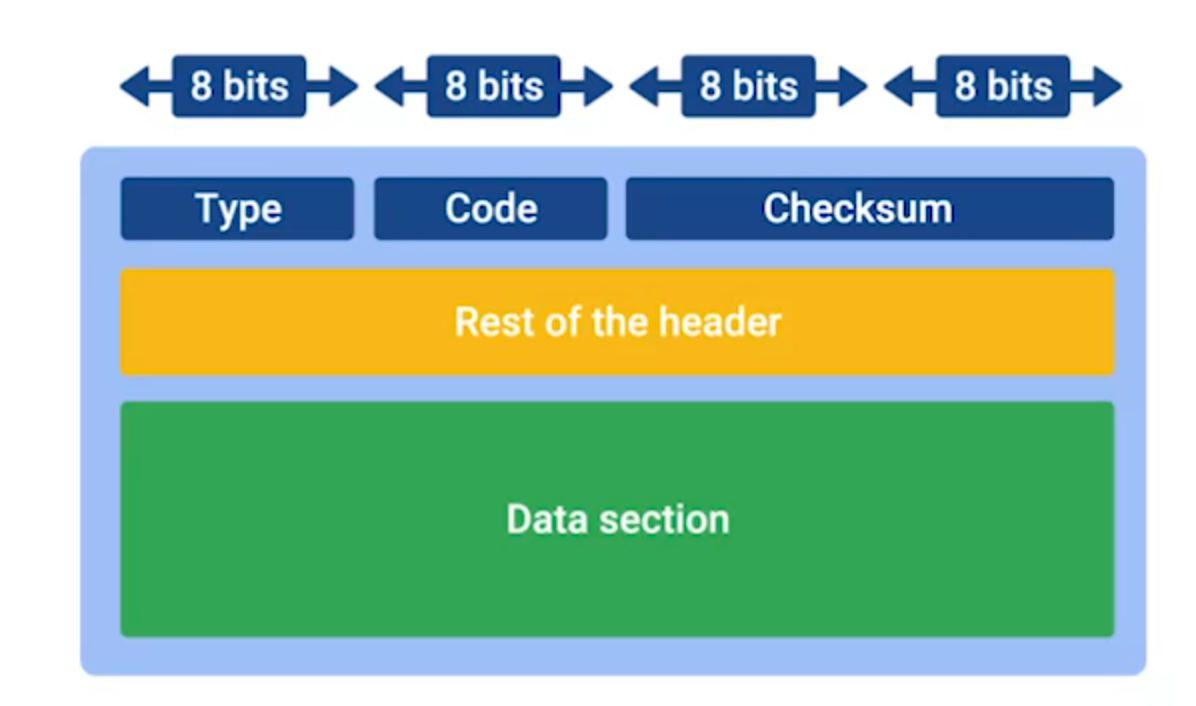 8 bits 8 bits 8 bits 8 bits
Type Code Checksum
Rest of the header
Data section